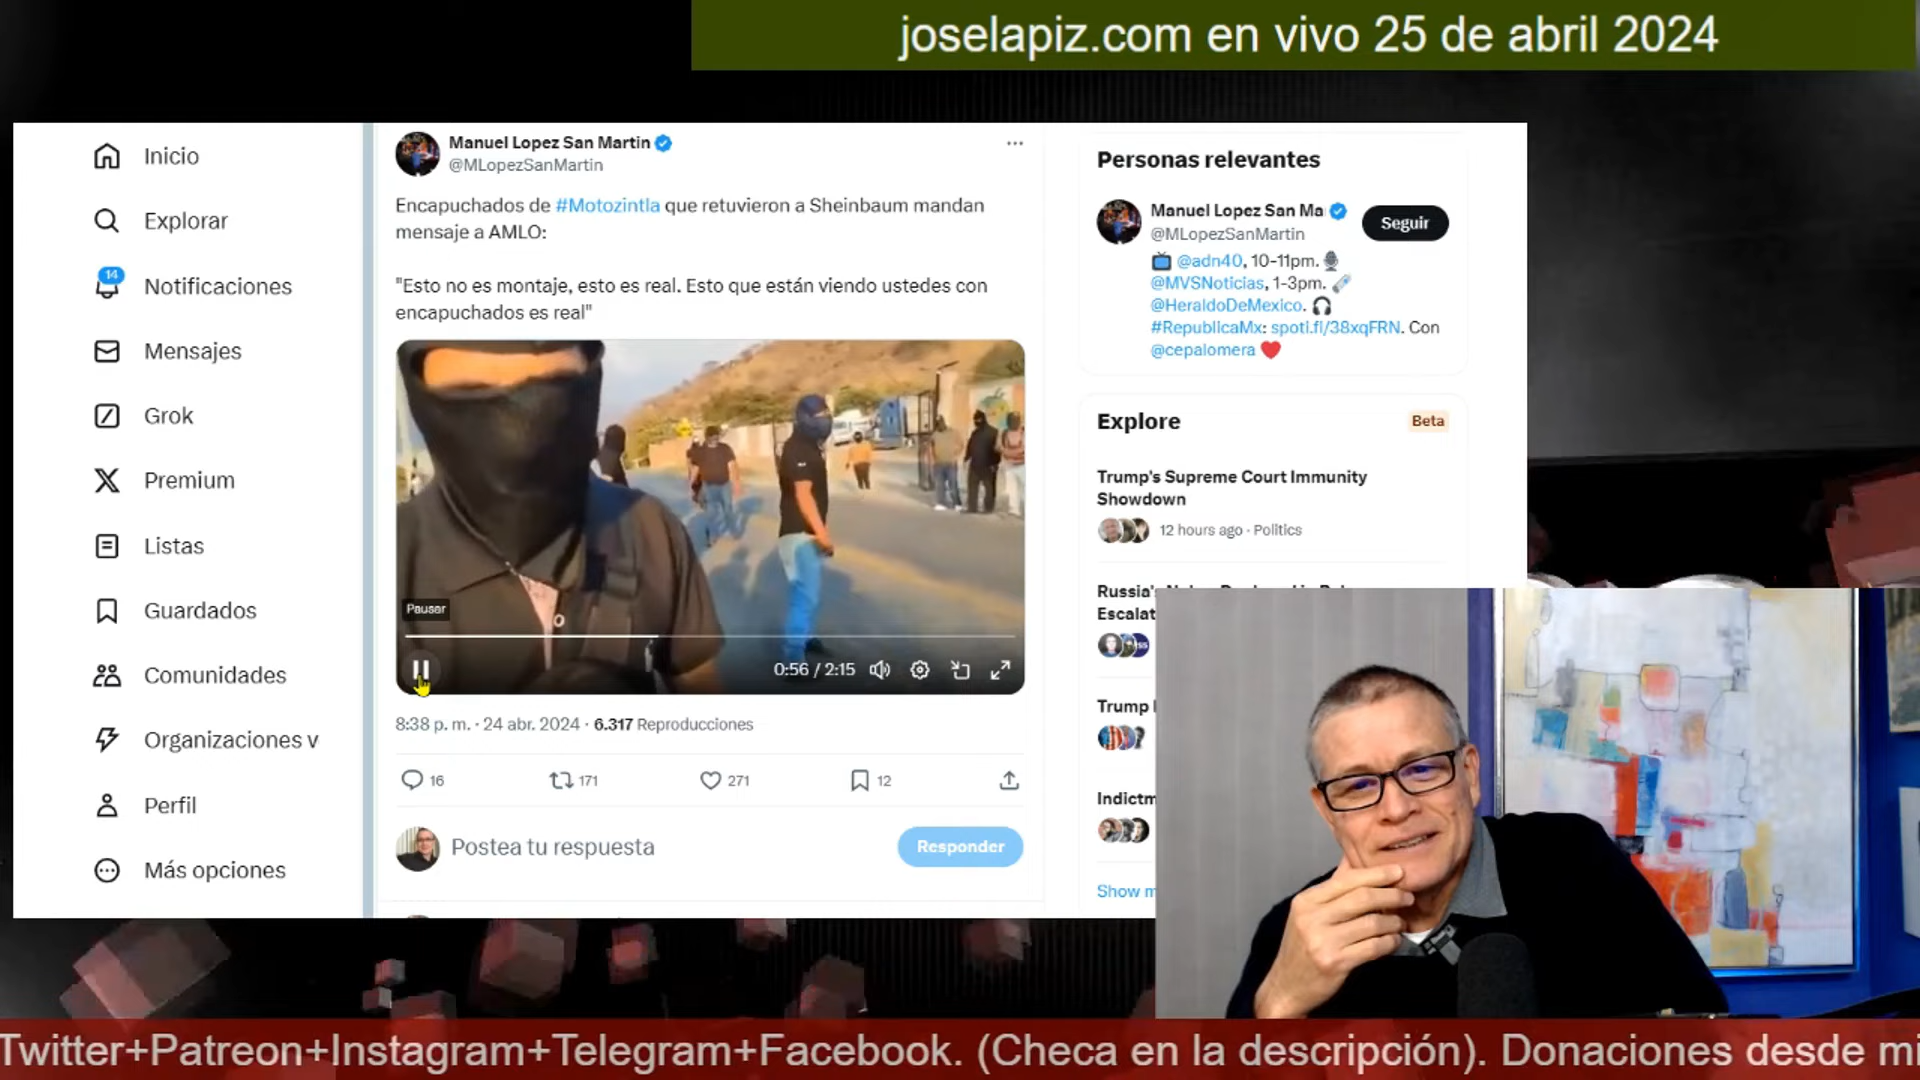 joselapiz.com en vivo 25 de abril 2024
Inicio
Explorar
14
Notificaciones
Mensajes
Grok
Premium
Listas
Guardados
Comunidades
Organizaciones v
Perfil
Más opciones
Manuel Lopez San Martin
@MLopezSanMartin
Encapuchados de #Motozintla que retuvieron a Sheinbaum mandan
mensaje a AMLO:
"Esto no es montaje, esto es real. Esto que están viendo ustedes con
encapuchados es real"
Pausar
0:56 / 2:15
8:38 p. m. · 24 abr. 2024 · 6.317 Reproducciones
16 171 271 12
Postea tu respuesta
Responder
Personas relevantes
Manuel Lopez San Ma
@MLopezSanMartin
Seguir
@adn40, 10-11pm.
@MVSNoticias, 1-3pm.
@HeraldoDeMexico.
#RepublicaMx: spoti.fi/38xqFRN. Con
@cepalomera
Explore
Beta
Trump's Supreme Court Immunity
Showdown
12 hours ago · Politics
Russia's
Escalat
Trump
Indictm
Show m
Twitter+Patreon+Instagram+Telegram+Facebook. (Checa en la descripción). Donaciones desde mi